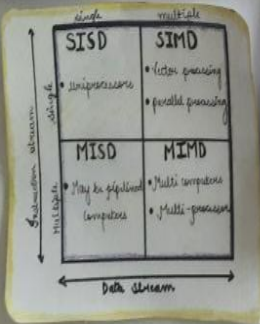 single multiple
SISD
• uniprocessors
SIMD
• Vector processing
• parallel processing
MISD
• May be pipelined
computers
MIMD
• Multi computers
• Multi-processor
Instruction stream
single
Multiple
Data stream